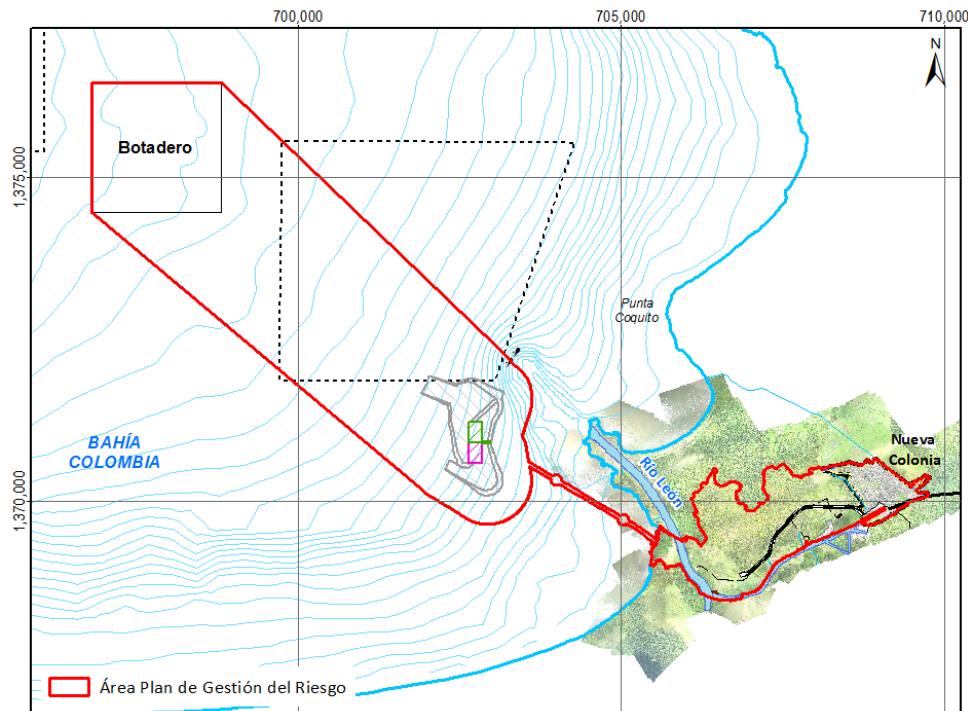 700,000
705,000
710,000
N
1,375,000
Botadero
Punta
Coquito
BAHÍA
COLOMBIA
Río León
Nueva
Colonia
1,370,000
Área Plan de Gestión del Riesgo